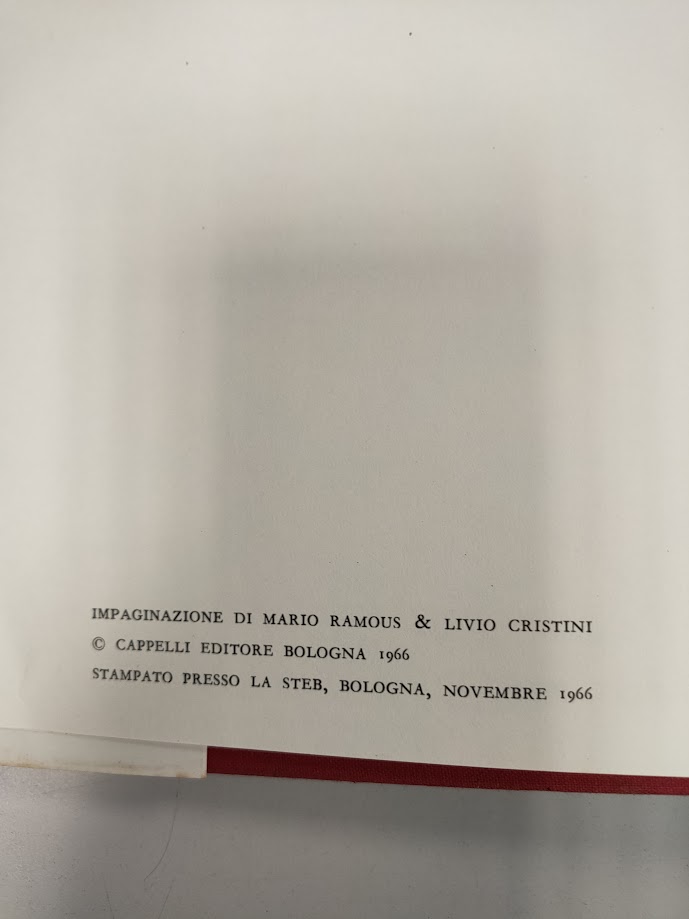 IMPAGINAZIONE DI MARIO RAMOUS & LIVIO CRISTINI
© CAPPELLI EDITORE BOLOGNA 1966
STAMPATO PRESSO LA STEB, BOLOGNA, NOVEMBRE 1966